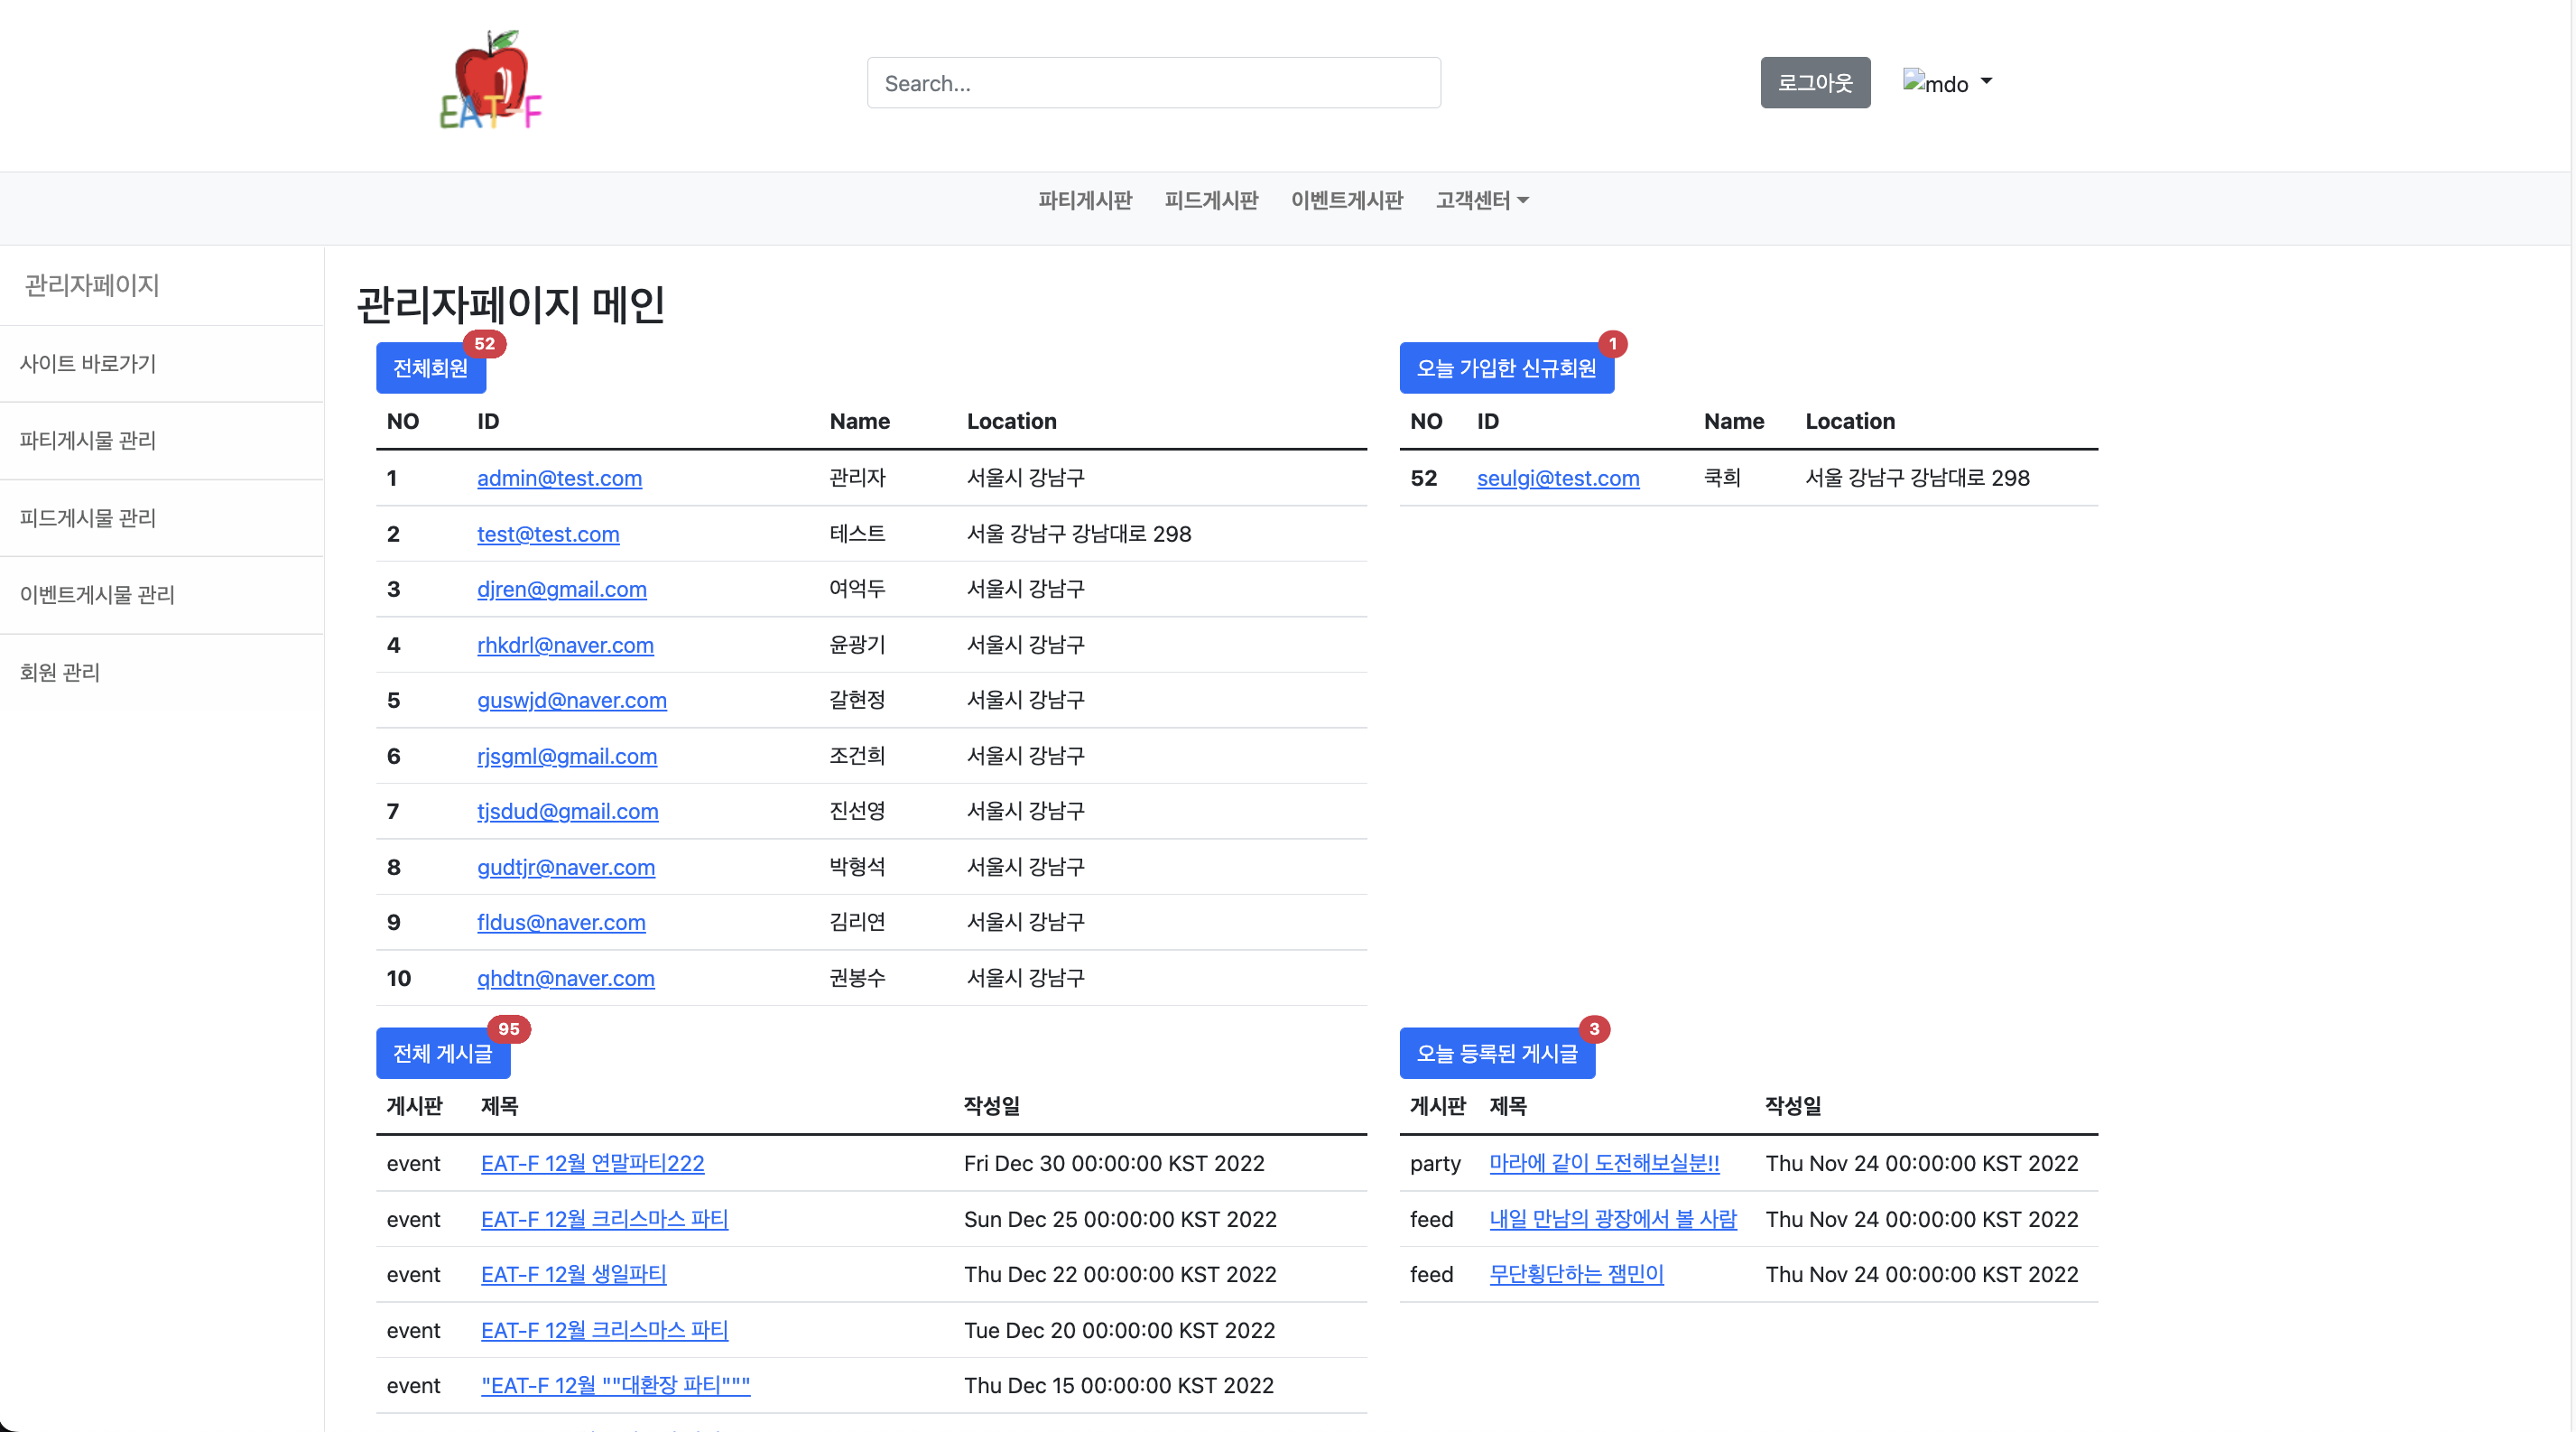 EAT-F
Search...
로그아웃
mdo
파티게시판 피드게시판 이벤트게시판 고객센터
관리자페이지
사이트 바로가기
파티게시물 관리
피드게시물 관리
이벤트게시물 관리
회원 관리
관리자페이지 메인
전체회원 52
NO ID Name Location
1 admin@test.com 관리자 서울시 강남구
2 test@test.com 테스트 서울 강남구 강남대로 298
3 djren@gmail.com 여억두 서울시 강남구
4 rhkdrl@naver.com 윤광기 서울시 강남구
5 guswjd@naver.com 갈현정 서울시 강남구
6 rjsgml@gmail.com 조건희 서울시 강남구
7 tjsdud@gmail.com 진선영 서울시 강남구
8 gudtjr@naver.com 박형석 서울시 강남구
9 fldus@naver.com 김리연 서울시 강남구
10 qhdtn@naver.com 권봉수 서울시 강남구
오늘 가입한 신규회원 1
NO ID Name Location
52 seulgi@test.com 쿡희 서울 강남구 강남대로 298
전체 게시글 95
게시판 제목 작성일
event EAT-F 12월 연말파티222 Fri Dec 30 00:00:00 KST 2022
event EAT-F 12월 크리스마스 파티 Sun Dec 25 00:00:00 KST 2022
event EAT-F 12월 생일파티 Thu Dec 22 00:00:00 KST 2022
event EAT-F 12월 크리스마스 파티 Tue Dec 20 00:00:00 KST 2022
event "EAT-F 12월 ""대환장 파티""" Thu Dec 15 00:00:00 KST 2022
오늘 등록된 게시글 3
게시판 제목 작성일
party 마라에 같이 도전해보실분!! Thu Nov 24 00:00:00 KST 2022
feed 내일 만남의 광장에서 볼 사람 Thu Nov 24 00:00:00 KST 2022
feed 무단횡단하는 잼민이 Thu Nov 24 00:00:00 KST 2022